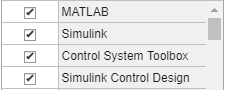 MATLAB
Simulink
Control System Toolbox
Simulink Control Design